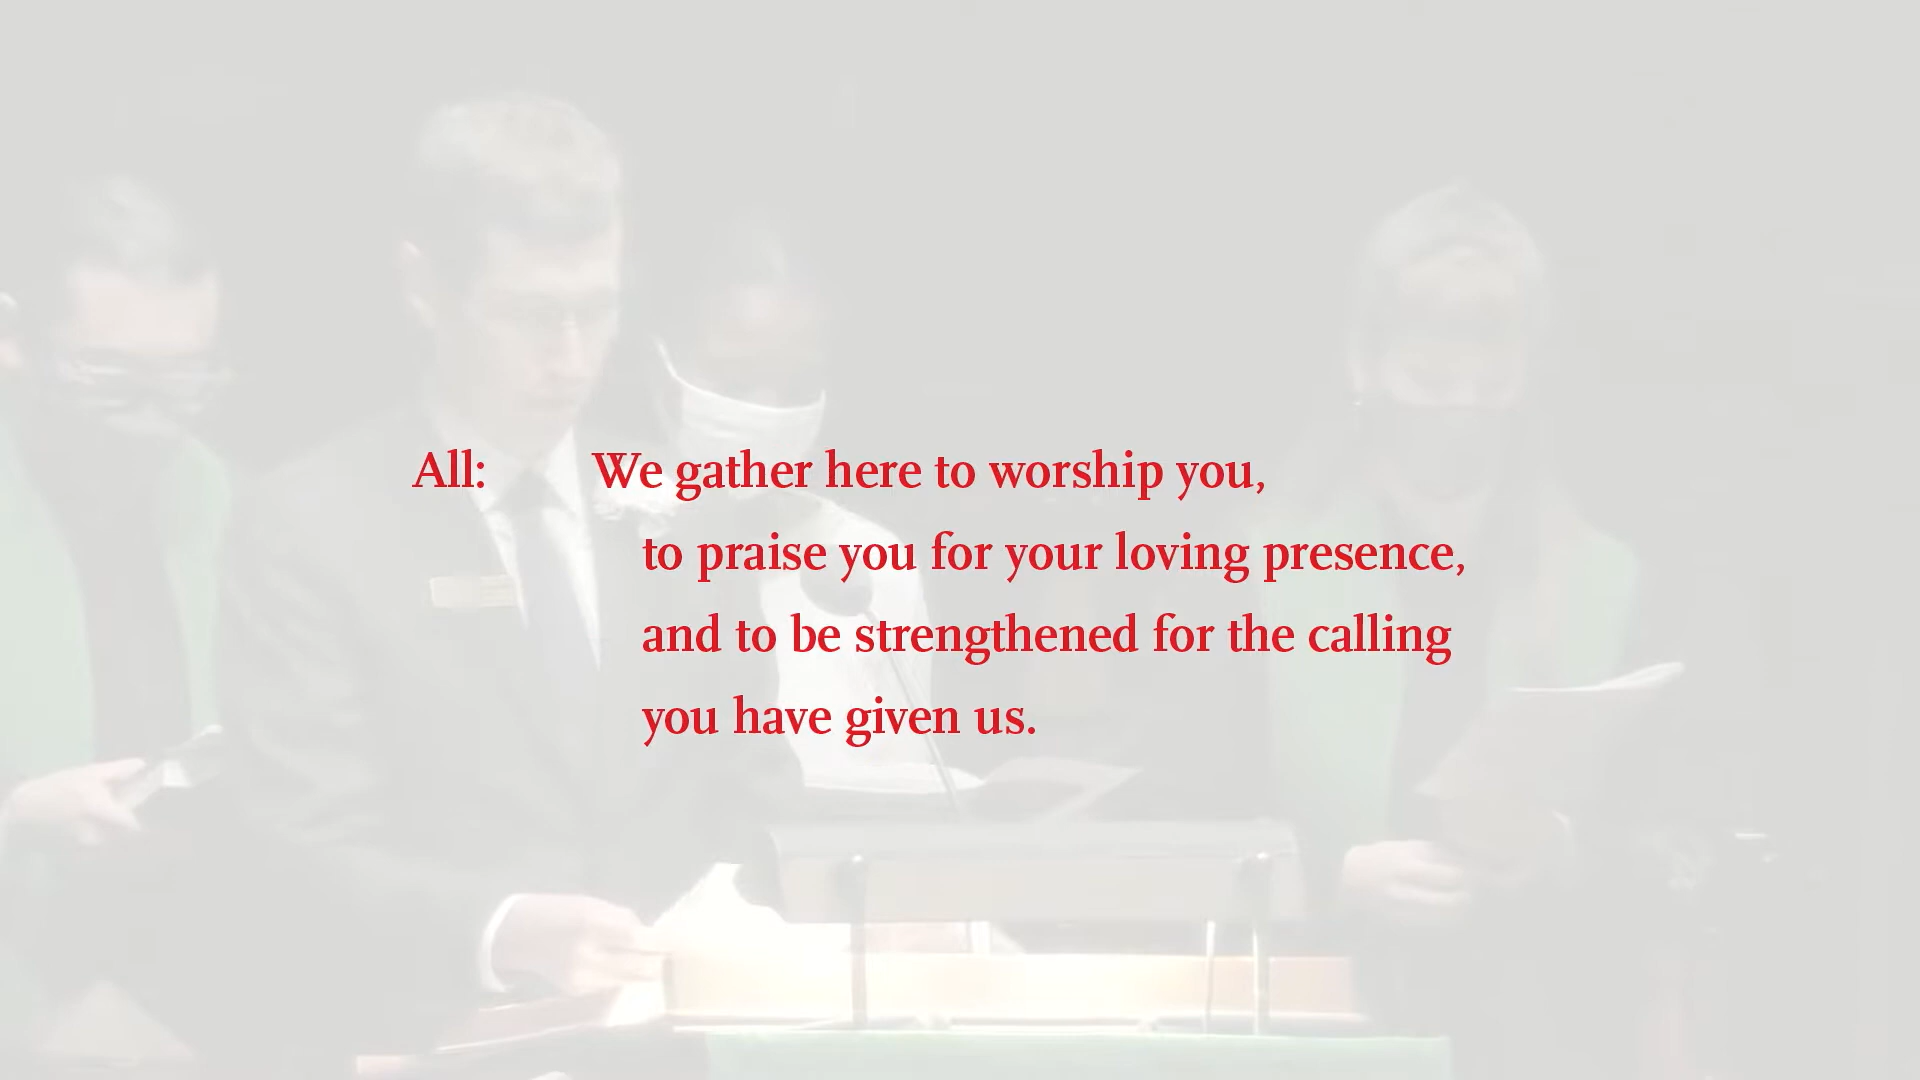 All: We gather here to worship you,
to praise you for your loving presence,
and to be strengthened for the calling
you have given us.